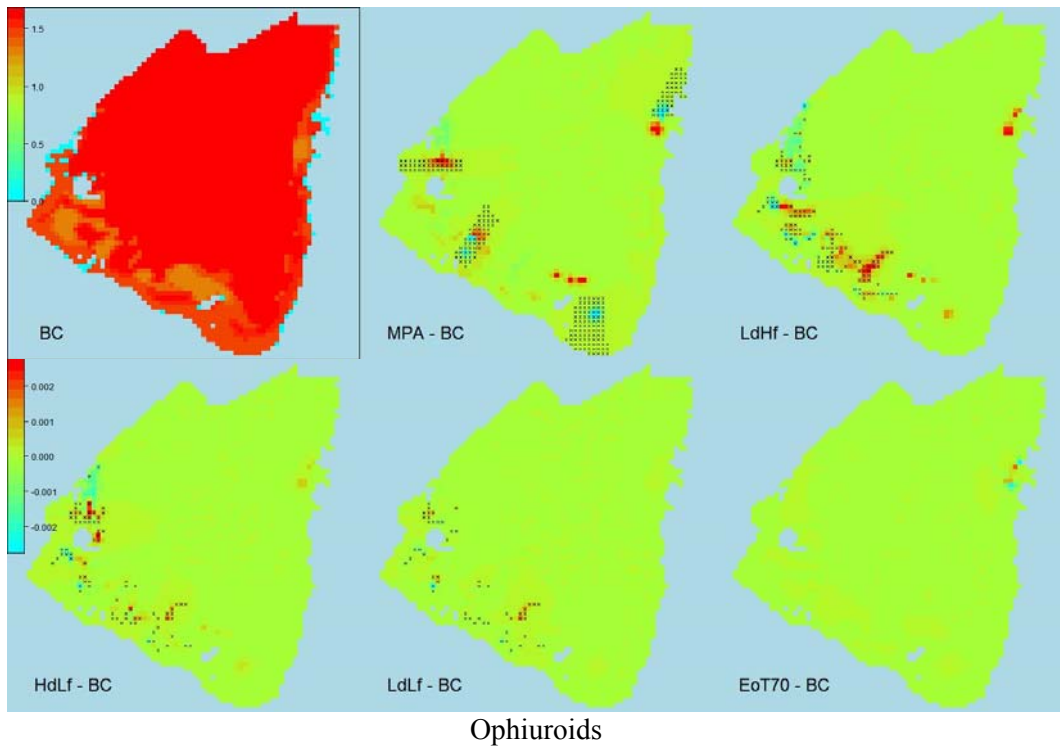 1.5
1.0
0.5
0.0
BC
MPA - BC
LdHf - BC
0.002
0.001
0.000
-0.001
-0.002
HdLf - BC
LdLf - BC
EoT70 - BC
Ophiuroids